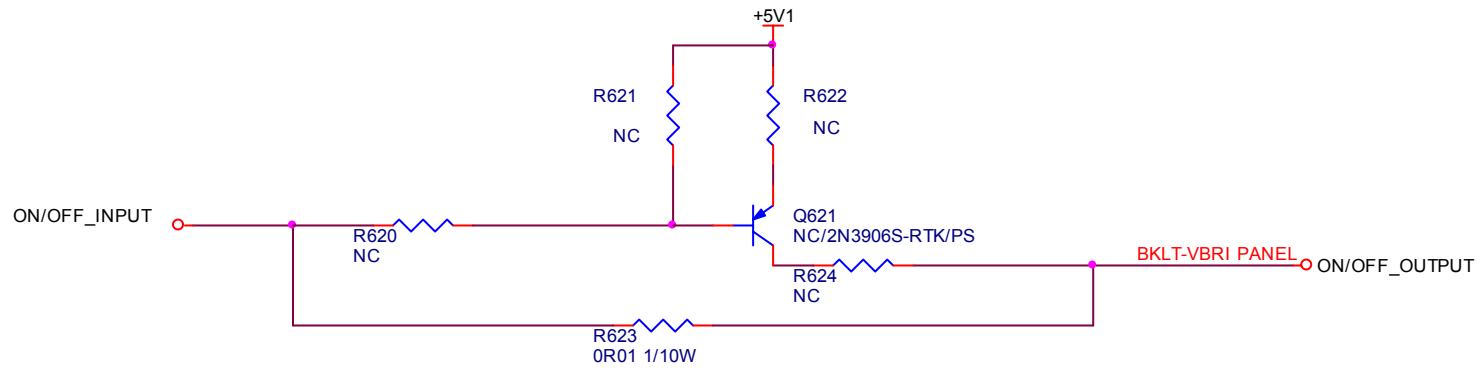 +5V1
R621
NC
R622
NC
ON/OFF_INPUT
R620
NC
Q621
NC/2N3906S-RTK/PS
R624
NC
BKLT-VBRI PANEL
ON/OFF_OUTPUT
R623
0R01 1/10W